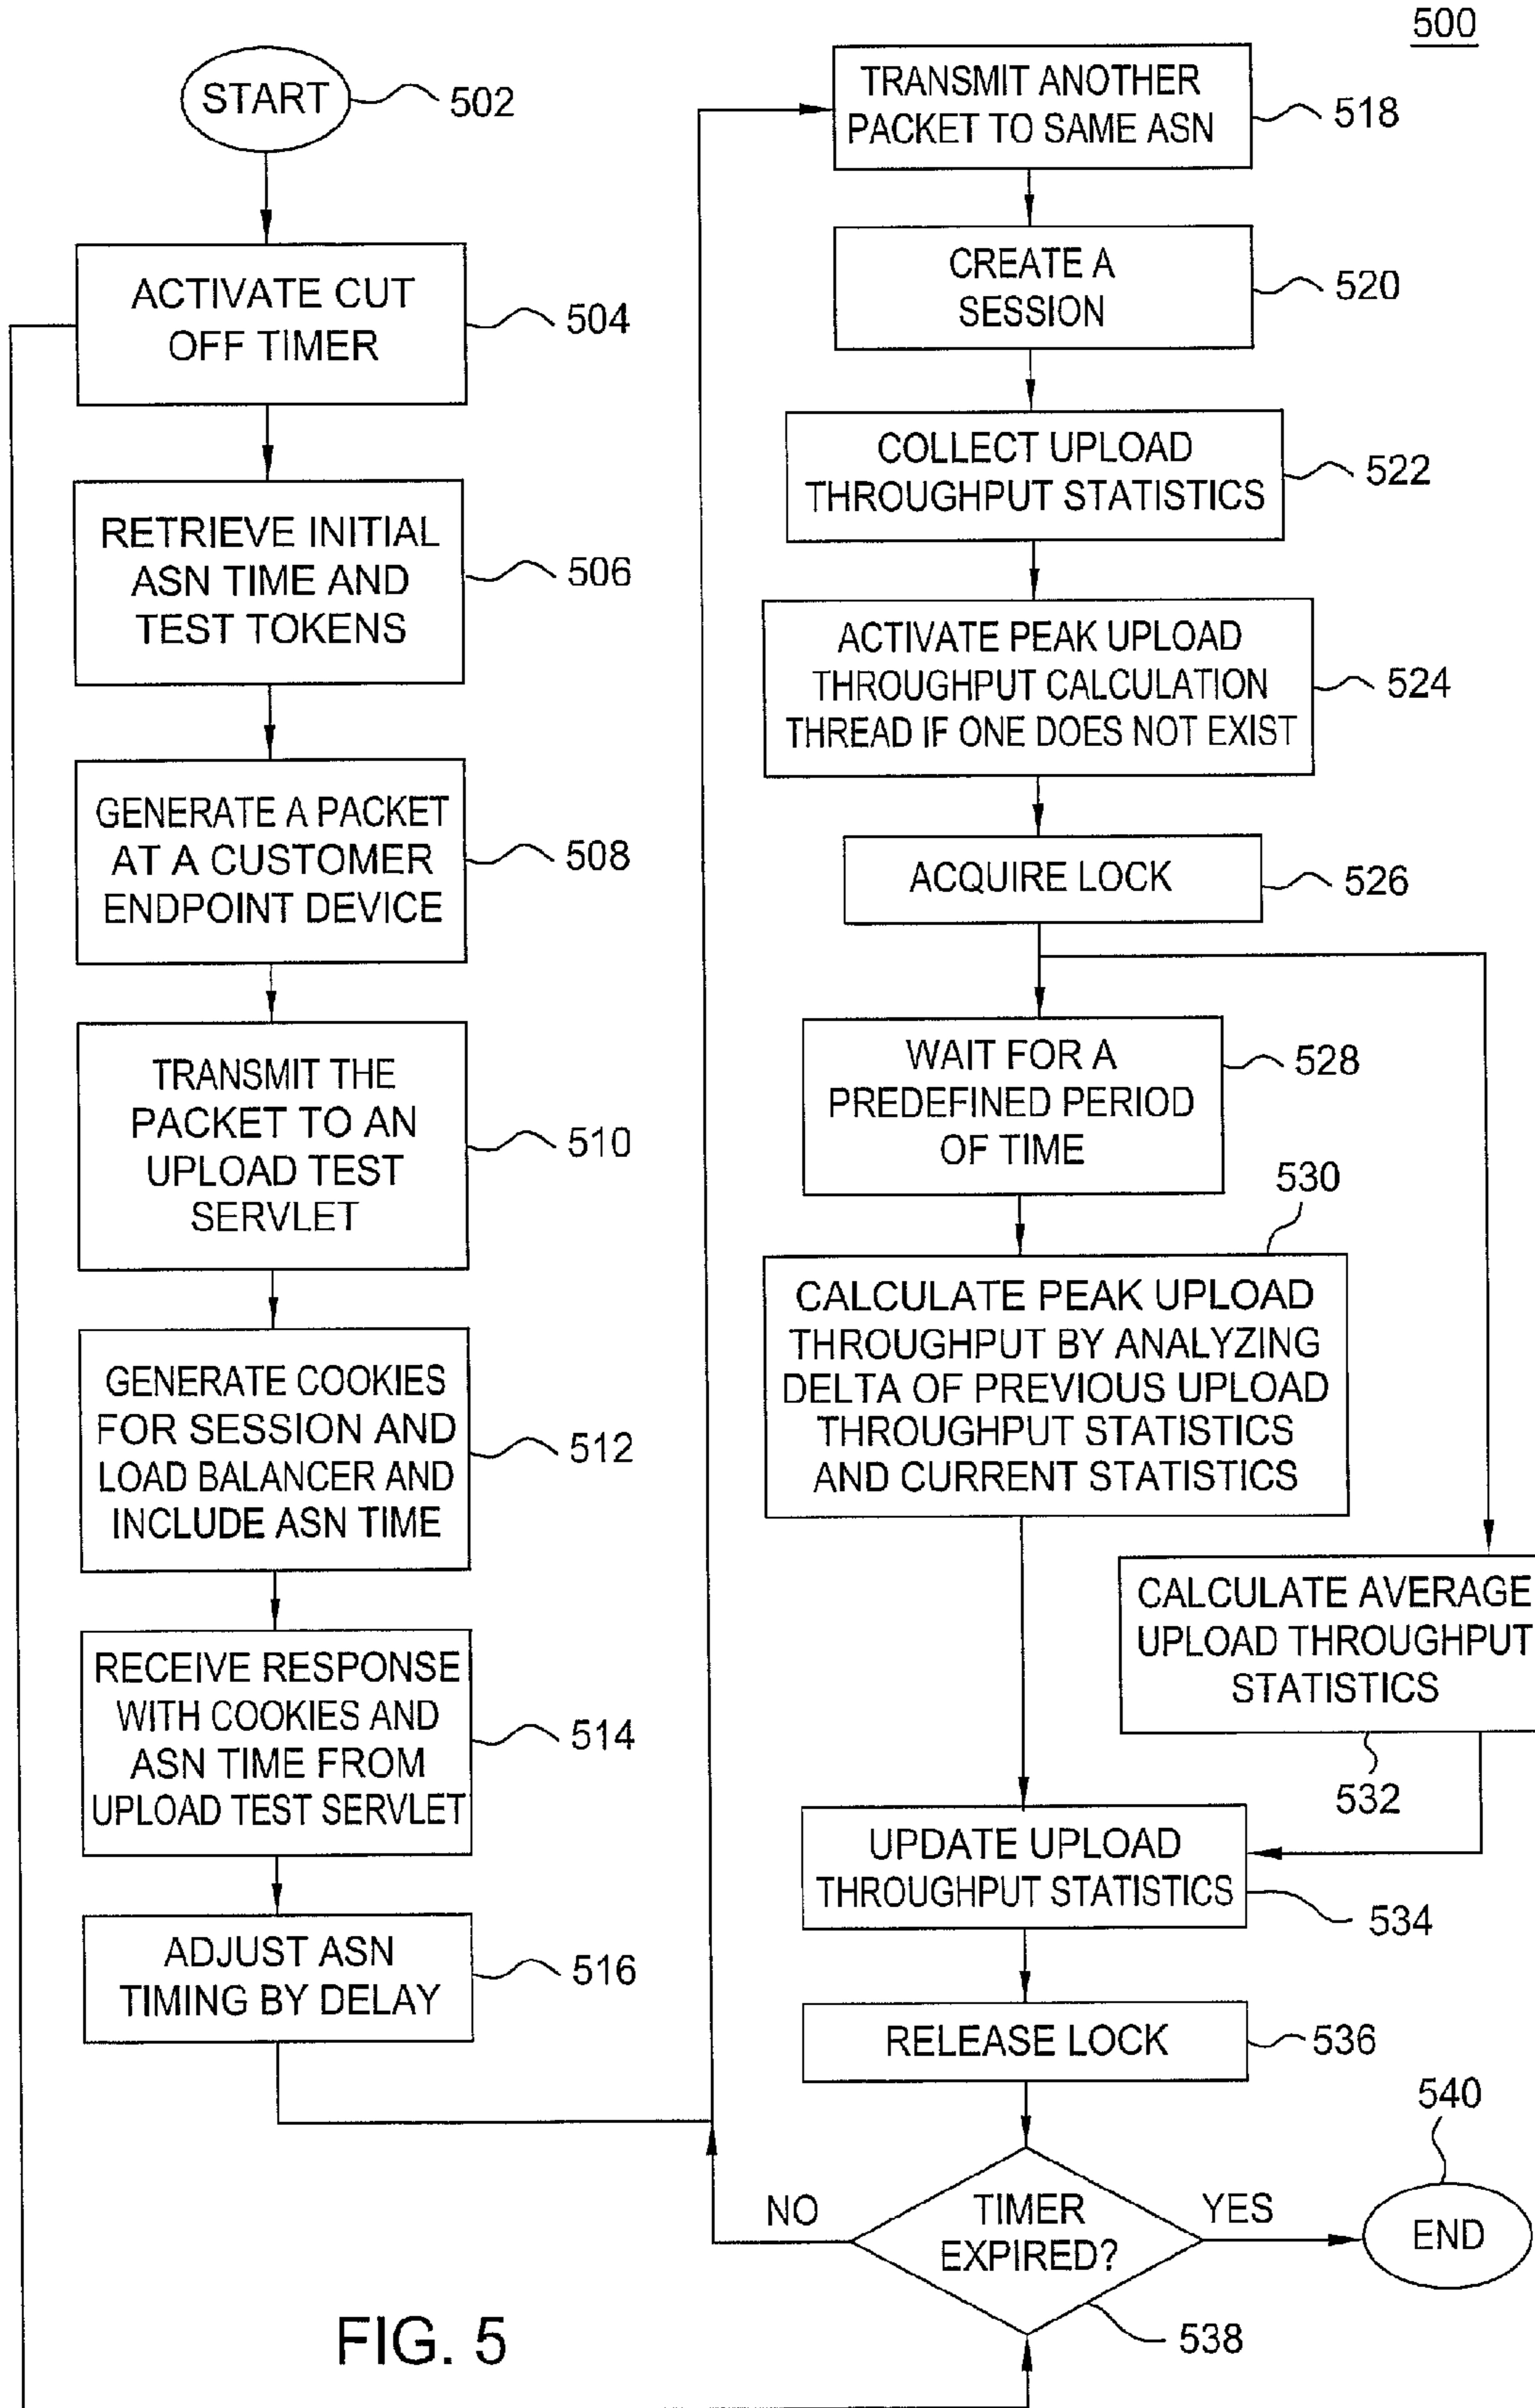 500
START
502
ACTIVATE CUT
OFF TIMER
504
RETRIEVE INITIAL
ASN TIME AND
TEST TOKENS
506
GENERATE A PACKET
AT A CUSTOMER
ENDPOINT DEVICE
508
TRANSMIT THE
PACKET TO AN
UPLOAD TEST
SERVLET
510
GENERATE COOKIES
FOR SESSION AND
LOAD BALANCER AND
INCLUDE ASN TIME
512
RECEIVE RESPONSE
WITH COOKIES AND
ASN TIME FROM
UPLOAD TEST SERVLET
514
ADJUST ASN
TIMING BY DELAY
516
TRANSMIT ANOTHER
PACKET TO SAME ASN
518
CREATE A
SESSION
520
COLLECT UPLOAD
THROUGHPUT STATISTICS
522
ACTIVATE PEAK UPLOAD
THROUGHPUT CALCULATION
THREAD IF ONE DOES NOT EXIST
524
ACQUIRE LOCK
526
WAIT FOR A
PREDEFINED PERIOD
OF TIME
528
530
CALCULATE PEAK UPLOAD
THROUGHPUT BY ANALYZING
DELTA OF PREVIOUS UPLOAD
THROUGHPUT STATISTICS
AND CURRENT STATISTICS
CALCULATE AVERAGE
UPLOAD THROUGHPUT
STATISTICS
532
UPDATE UPLOAD
THROUGHPUT STATISTICS
534
RELEASE LOCK
536
TIMER
EXPIRED?
538
NO
YES
540
END
FIG. 5